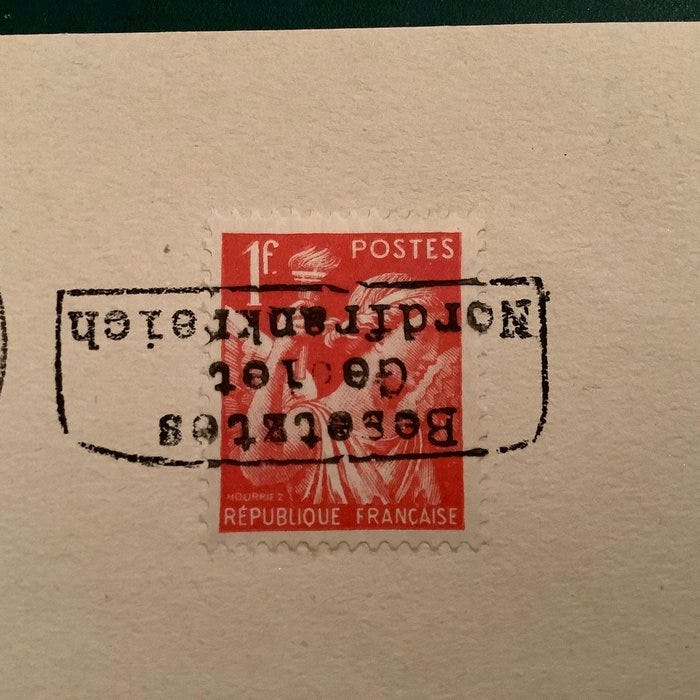 1f. POSTES
Besetztes
Gebiet
Nordfrankreich
HOURRIEZ
RÉPUBLIQUE FRANÇAISE